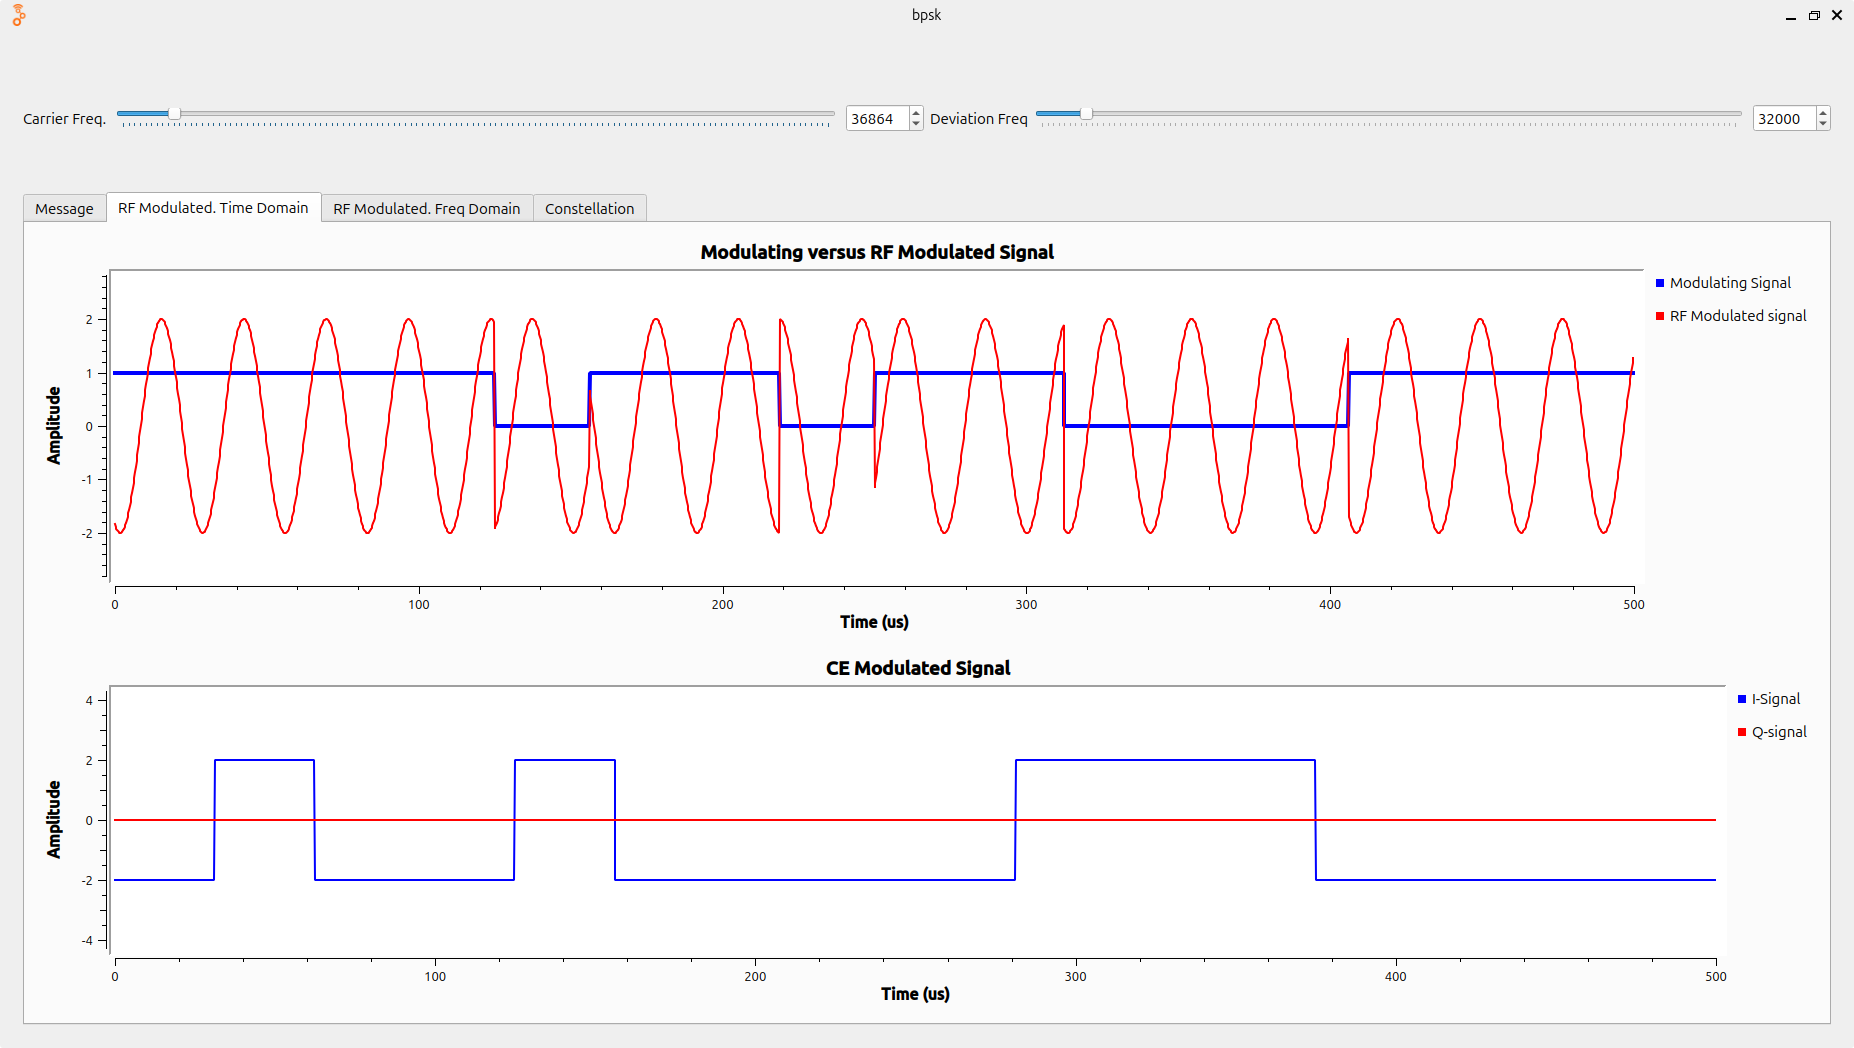 bpsk
Carrier Freq. 36864 Deviation Freq 32000
Message RF Modulated. Time Domain RF Modulated. Freq Domain Constellation
Modulating versus RF Modulated Signal
Modulating Signal
RF Modulated signal
Amplitude
2
1
0
-1
-2
0 100 200 300 400 500
Time (us)
CE Modulated Signal
I-Signal
Q-signal
Amplitude
4
2
0
-2
-4
0 100 200 300 400 500
Time (us)